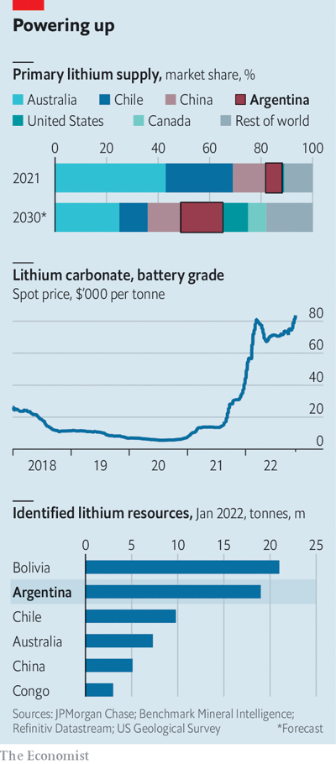 Powering up
Primary lithium supply, market share, %
Australia Chile China Argentina
United States Canada Rest of world
0 20 40 60 80 100
2021
2030*
Lithium carbonate, battery grade
Spot price, $'000 per tonne
80
60
40
20
0
2018 19 20 21 22
Identified lithium resources, Jan 2022, tonnes, m
0 5 10 15 20 25
Bolivia
Argentina
Chile
Australia
China
Congo
Sources: JPMorgan Chase; Benchmark Mineral Intelligence;
Refinitiv Datastream; US Geological Survey *Forecast
The Economist